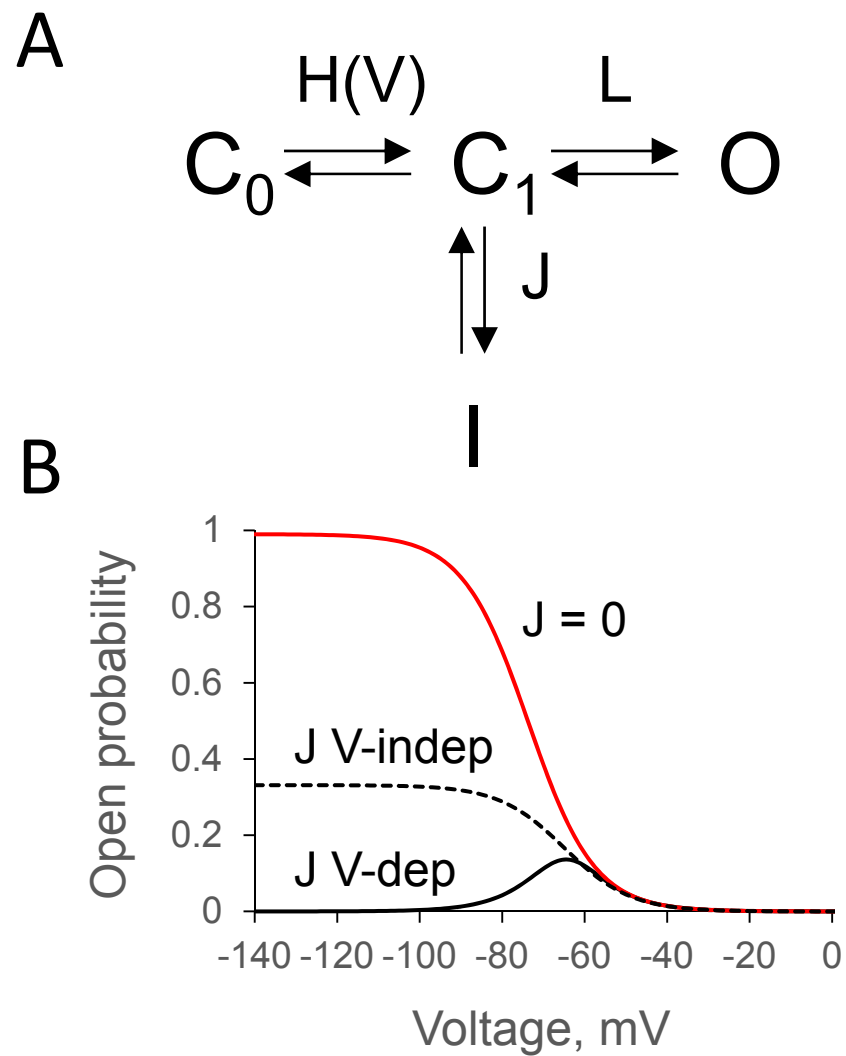 A
H(V) L
C₀ C₁ O
J
I
B
1
0.8
J = 0
0.6
0.4
J V-indep
0.2
J V-dep
0
-140 -120 -100 -80 -60 -40 -20 0
Open probability
Voltage, mV